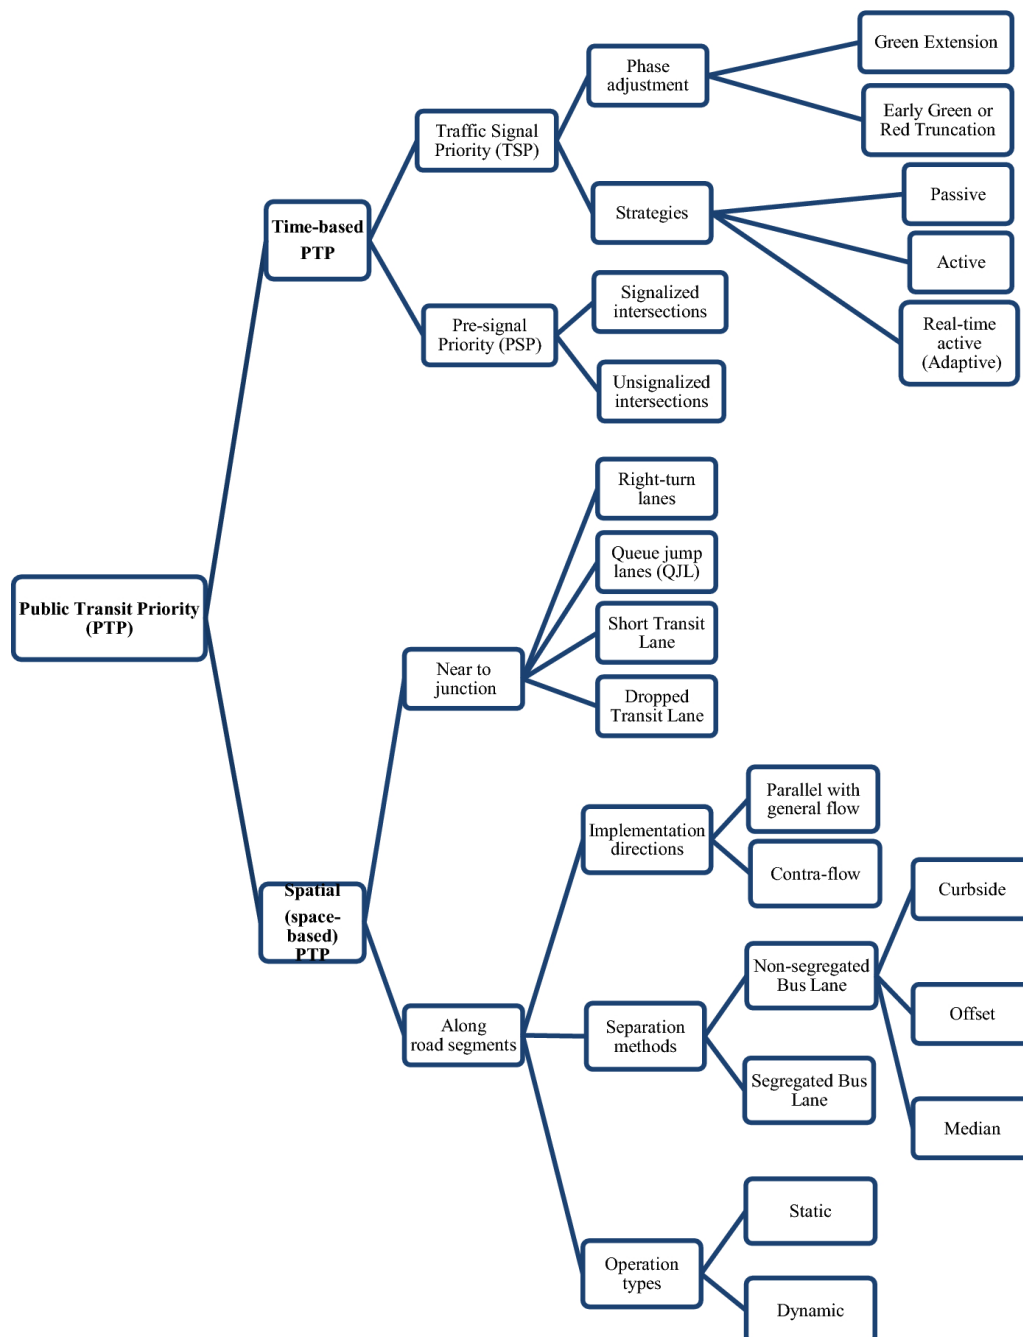 Green Extension
Phase
adjustment
Early Green or
Red Truncation
Traffic Signal
Priority (TSP)
Passive
Strategies
Time-based
PTP
Active
Signalized
intersections
Real-time
active
(Adaptive)
Pre-signal
Priority (PSP)
Unsignalized
intersections
Right-turn
lanes
Queue jump
lanes (QJL)
Public Transit Priority
(PTP)
Short Transit
Lane
Near to
junction
Dropped
Transit Lane
Parallel with
general flow
Implementation
directions
Contra-flow
Curbside
Spatial
(space-
based)
PTP
Non-segregated
Bus Lane
Offset
Along
road segments
Separation
methods
Segregated Bus
Lane
Median
Static
Operation
types
Dynamic